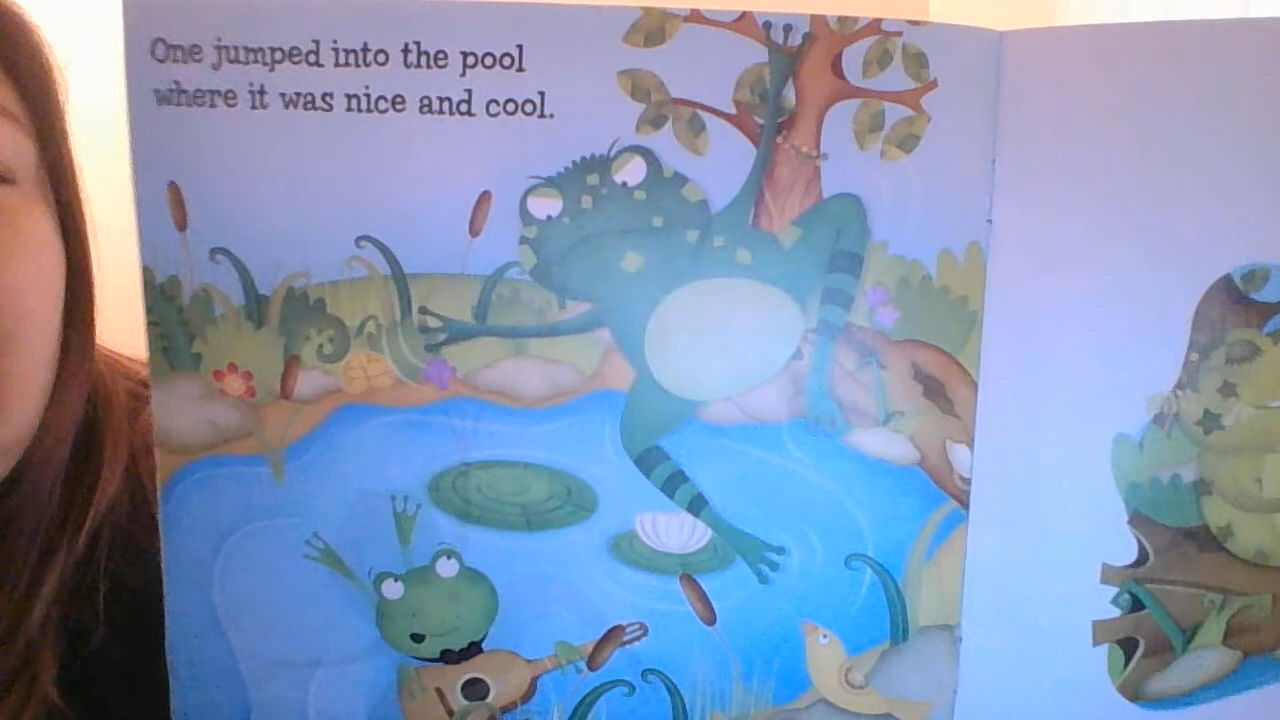 One jumped into the pool
where it was nice and cool.